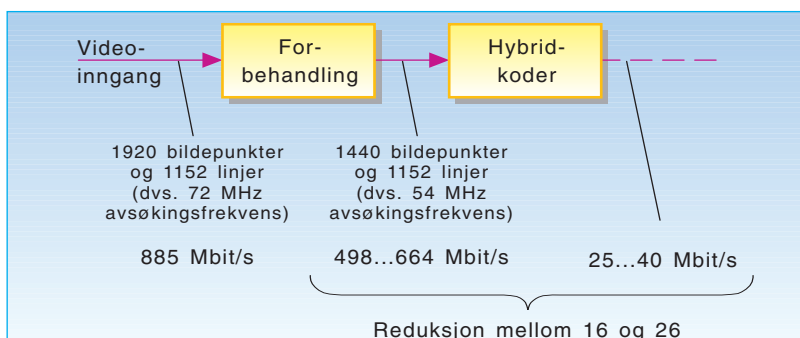 Video-
inngang
For-
behandling
Hybrid-
koder
1920 bildepunkter
og 1152 linjer
(dvs. 72 MHz
avsøkingsfrekvens)
1440 bildepunkter
og 1152 linjer
(dvs. 54 MHz
avsøkingsfrekvens)
885 Mbit/s
498...664 Mbit/s
25...40 Mbit/s
Reduksjon mellom 16 og 26